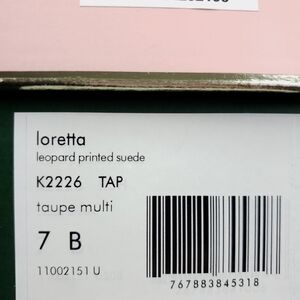 loretta
leopard printed suede
K2226 TAP
taupe multi
7 B
11002151 U
767883845318